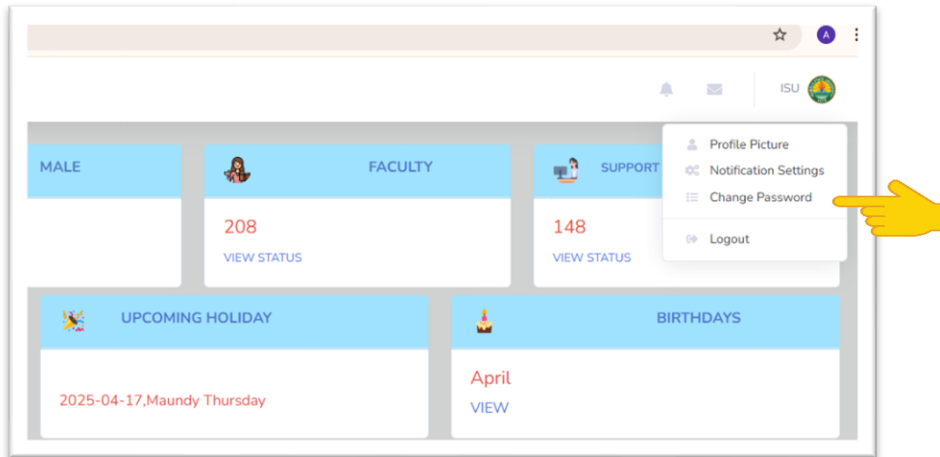 A
ISU
Profile Picture
Notification Settings
Change Password
Logout
MALE
FACULTY
SUPPORT
208
VIEW STATUS
148
VIEW STATUS
UPCOMING HOLIDAY
BIRTHDAYS
2025-04-17,Maundy Thursday
April
VIEW